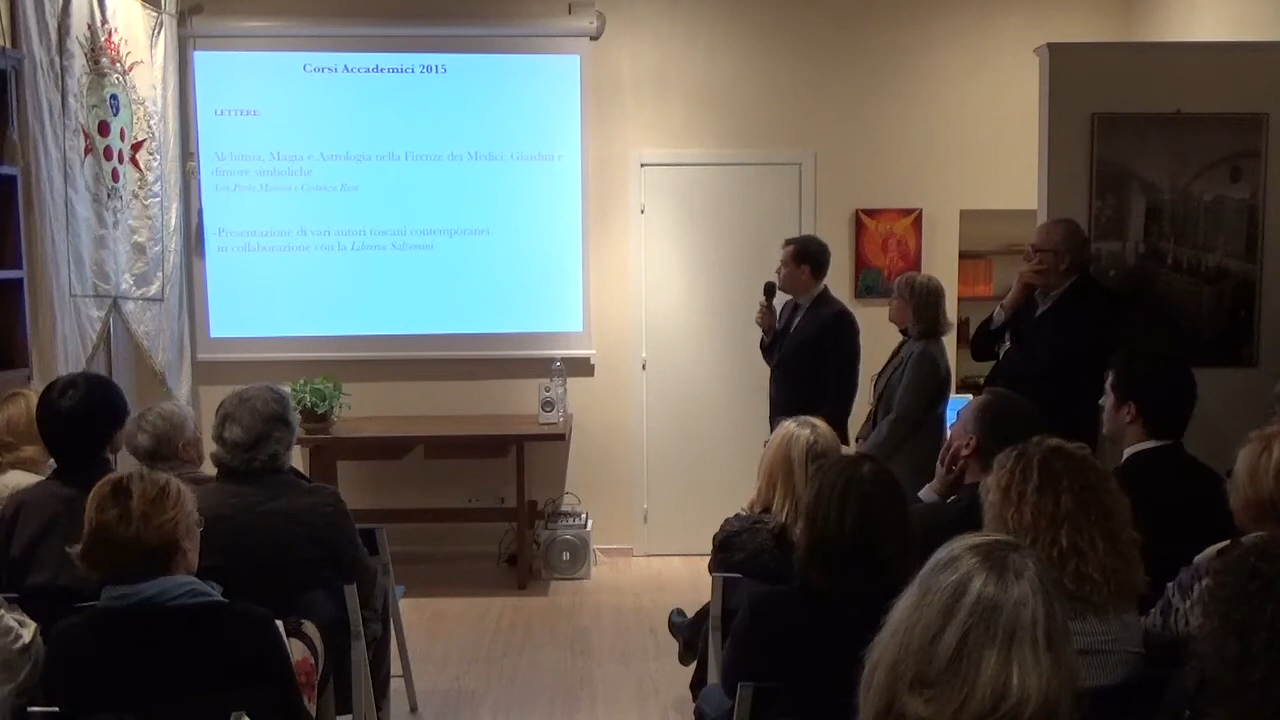 Corsi Accademici 2015
LETTERE:
Alchimia, Magia e Astrologia nella Firenze dei Medici: Giardini e
dimore simboliche
-Presentazione di vari autori toscani contemporanei
in collaborazione con la Libreria Salvemini